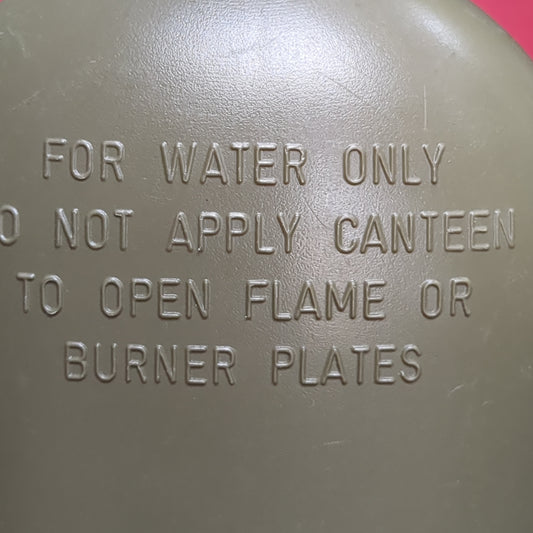 FOR WATER ONLY
O NOT APPLY CANTEEN
TO OPEN FLAME OR
BURNER PLATES